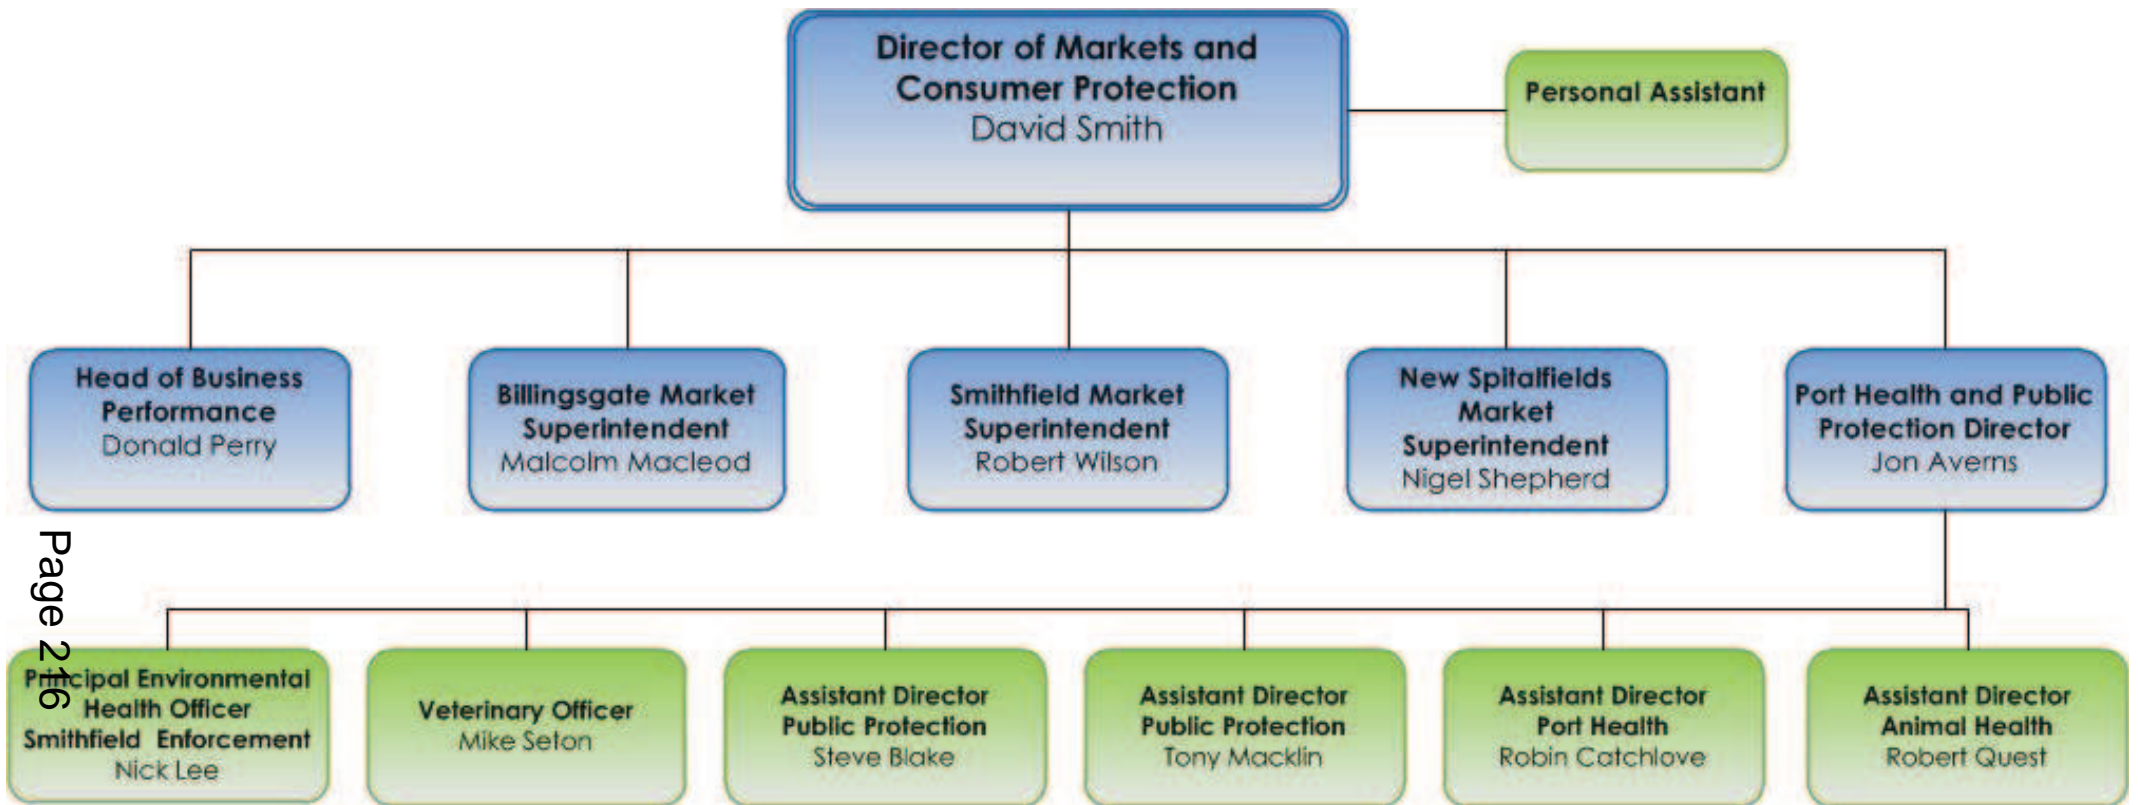 Director of Markets and
Consumer Protection
David Smith
Personal Assistant
Head of Business
Performance
Donald Perry
Billingsgate Market
Superintendent
Malcolm Macleod
Smithfield Market
Superintendent
Robert Wilson
New Spitalfields
Market
Superintendent
Nigel Shepherd
Port Health and Public
Protection Director
Jon Averns
Page 216
Principal Environmental
Health Officer
Smithfield Enforcement
Nick Lee
Veterinary Officer
Mike Seton
Assistant Director
Public Protection
Steve Blake
Assistant Director
Public Protection
Tony Macklin
Assistant Director
Port Health
Robin Catchlove
Assistant Director
Animal Health
Robert Quest